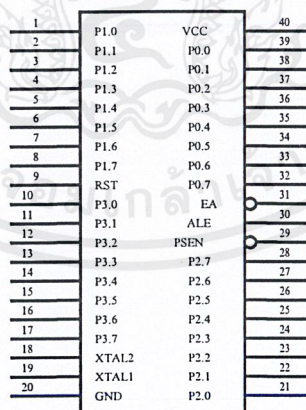 1 P1.0 VCC 40
2 P1.1 P0.0 39
3 P1.2 P0.1 38
4 P1.3 P0.2 37
5 P1.4 P0.3 36
6 P1.5 P0.4 35
7 P1.6 P0.5 34
8 P1.7 P0.6 33
9 RST P0.7 32
10 P3.0 EA 31
11 P3.1 ALE 30
12 P3.2 PSEN 29
13 P3.3 P2.7 28
14 P3.4 P2.6 27
15 P3.5 P2.5 26
16 P3.6 P2.4 25
17 P3.7 P2.3 24
18 XTAL2 P2.2 23
19 XTAL1 P2.1 22
20 GND P2.0 21